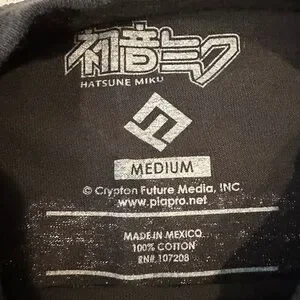 初音ミク
HATSUNE MIKU
MEDIUM
© Crypton Future Media, INC.
www.piapro.net
MADE IN MEXICO
100% COTTON
RN# 107208